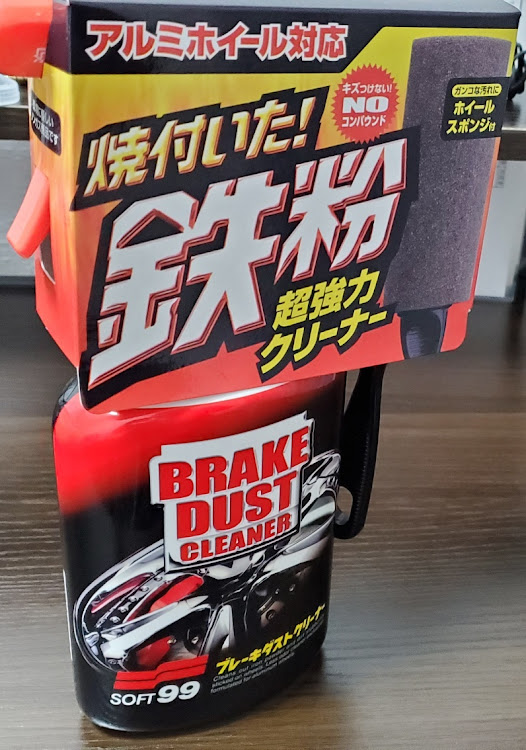 アルミホイール対応
キズつけない!
NO
コンパウンド
ガンコな汚れに
ホイール
スポンジ付
焼付いた!
鉄粉
超強力
クリーナー
BRAKE
DUST
CLEANER
ブレーキダストクリーナー
SOFT99